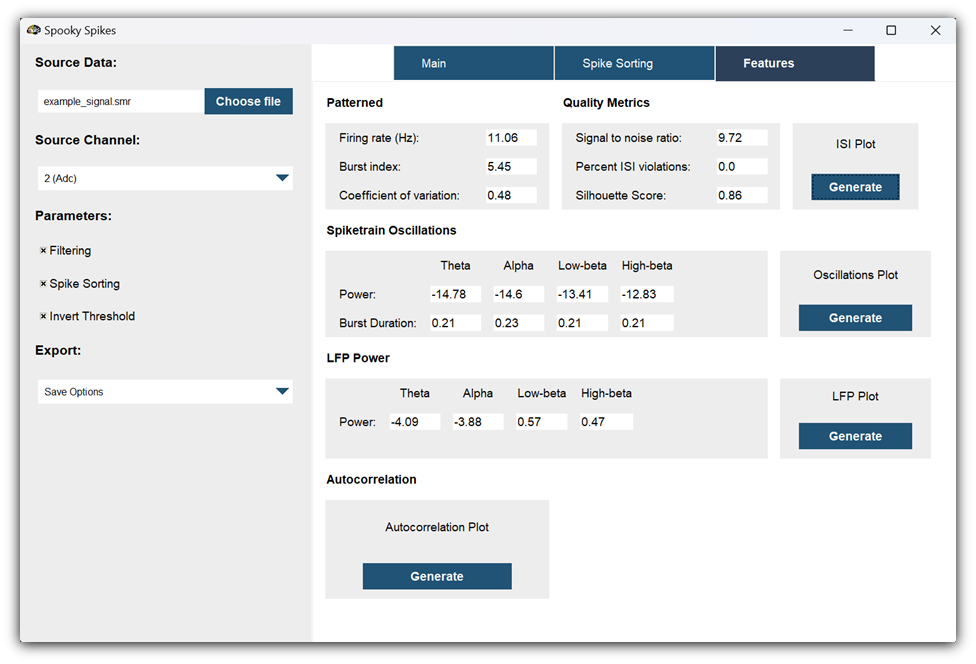 Spooky Spikes
Source Data:
example_signal.smr
Choose file
Source Channel:
2 (Adc)
Parameters:
Filtering
Spike Sorting
Invert Threshold
Export:
Save Options
Main Spike Sorting Features
Patterned
Firing rate (Hz): 11.06
Burst index: 5.45
Coefficient of variation: 0.48
Quality Metrics
Signal to noise ratio: 9.72
Percent ISI violations: 0.0
Silhouette Score: 0.86
ISI Plot
Generate
Spiketrain Oscillations
Theta Alpha Low-beta High-beta
Power: -14.78 -14.6 -13.41 -12.83
Burst Duration: 0.21 0.23 0.21 0.21
Oscillations Plot
Generate
LFP Power
Theta Alpha Low-beta High-beta
Power: -4.09 -3.88 0.57 0.47
LFP Plot
Generate
Autocorrelation
Autocorrelation Plot
Generate